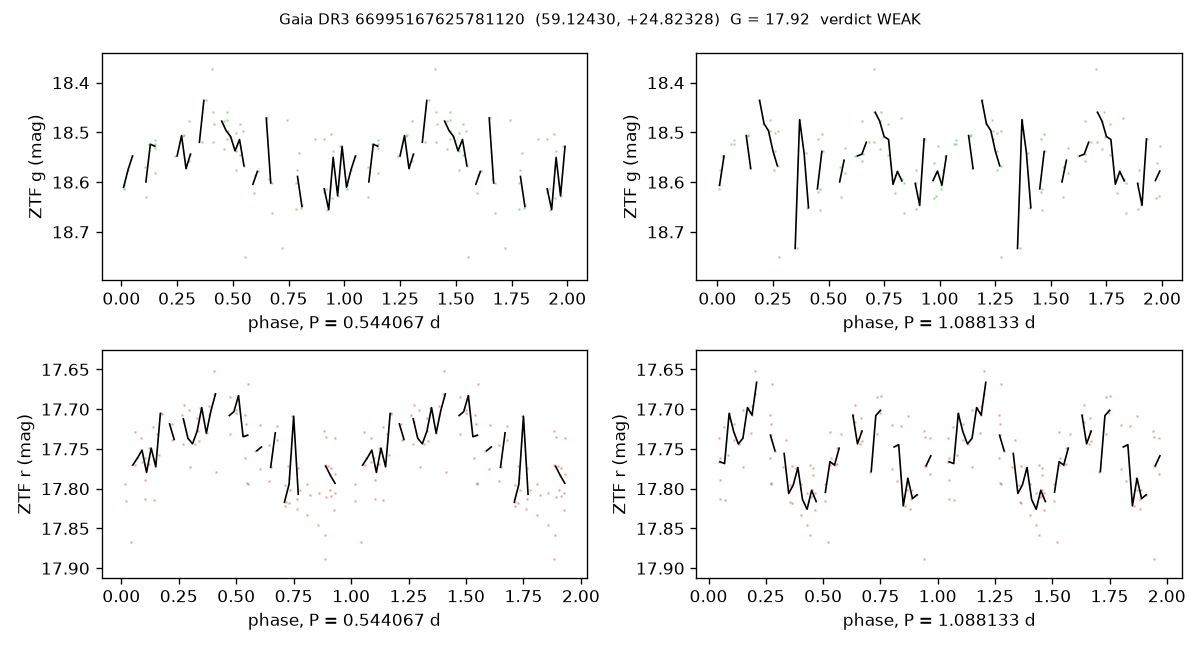 Gaia DR3 66995167625781120  (59.12430, +24.82328)  G = 17.92  verdict WEAK
ZTF g (mag)
18.4
18.5
18.6
18.7
0.00 0.25 0.50 0.75 1.00 1.25 1.50 1.75 2.00
phase, P = 0.544067 d
ZTF g (mag)
18.4
18.5
18.6
18.7
0.00 0.25 0.50 0.75 1.00 1.25 1.50 1.75 2.00
phase, P = 1.088133 d
ZTF r (mag)
17.65
17.70
17.75
17.80
17.85
17.90
0.00 0.25 0.50 0.75 1.00 1.25 1.50 1.75 2.00
phase, P = 0.544067 d
ZTF r (mag)
17.65
17.70
17.75
17.80
17.85
17.90
0.00 0.25 0.50 0.75 1.00 1.25 1.50 1.75 2.00
phase, P = 1.088133 d